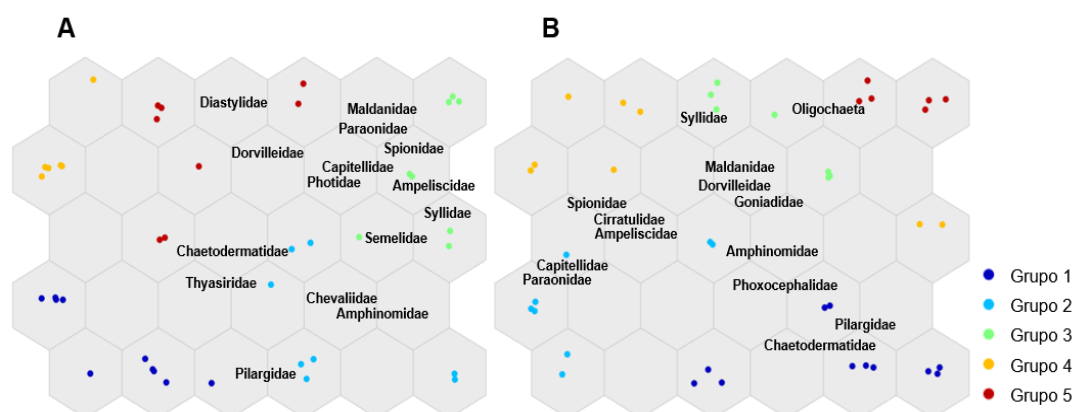 A
B
Diastylidae
Maldanidae
Paraonidae
Dorvilleidae
Spionidae
Capitellidae
Photidae
Ampeliscidae
Syllidae
Semelidae
Chaetodermatidae
Thyasiridae
Chevaliidae
Amphinomidae
Pilargidae
Oligochaeta
Syllidae
Maldanidae
Dorvilleidae
Goniadidae
Spionidae
Cirratulidae
Ampeliscidae
Amphinomidae
Capitellidae
Paraonidae
Phoxocephalidae
Pilargidae
Chaetodermatidae
Grupo 1
Grupo 2
Grupo 3
Grupo 4
Grupo 5